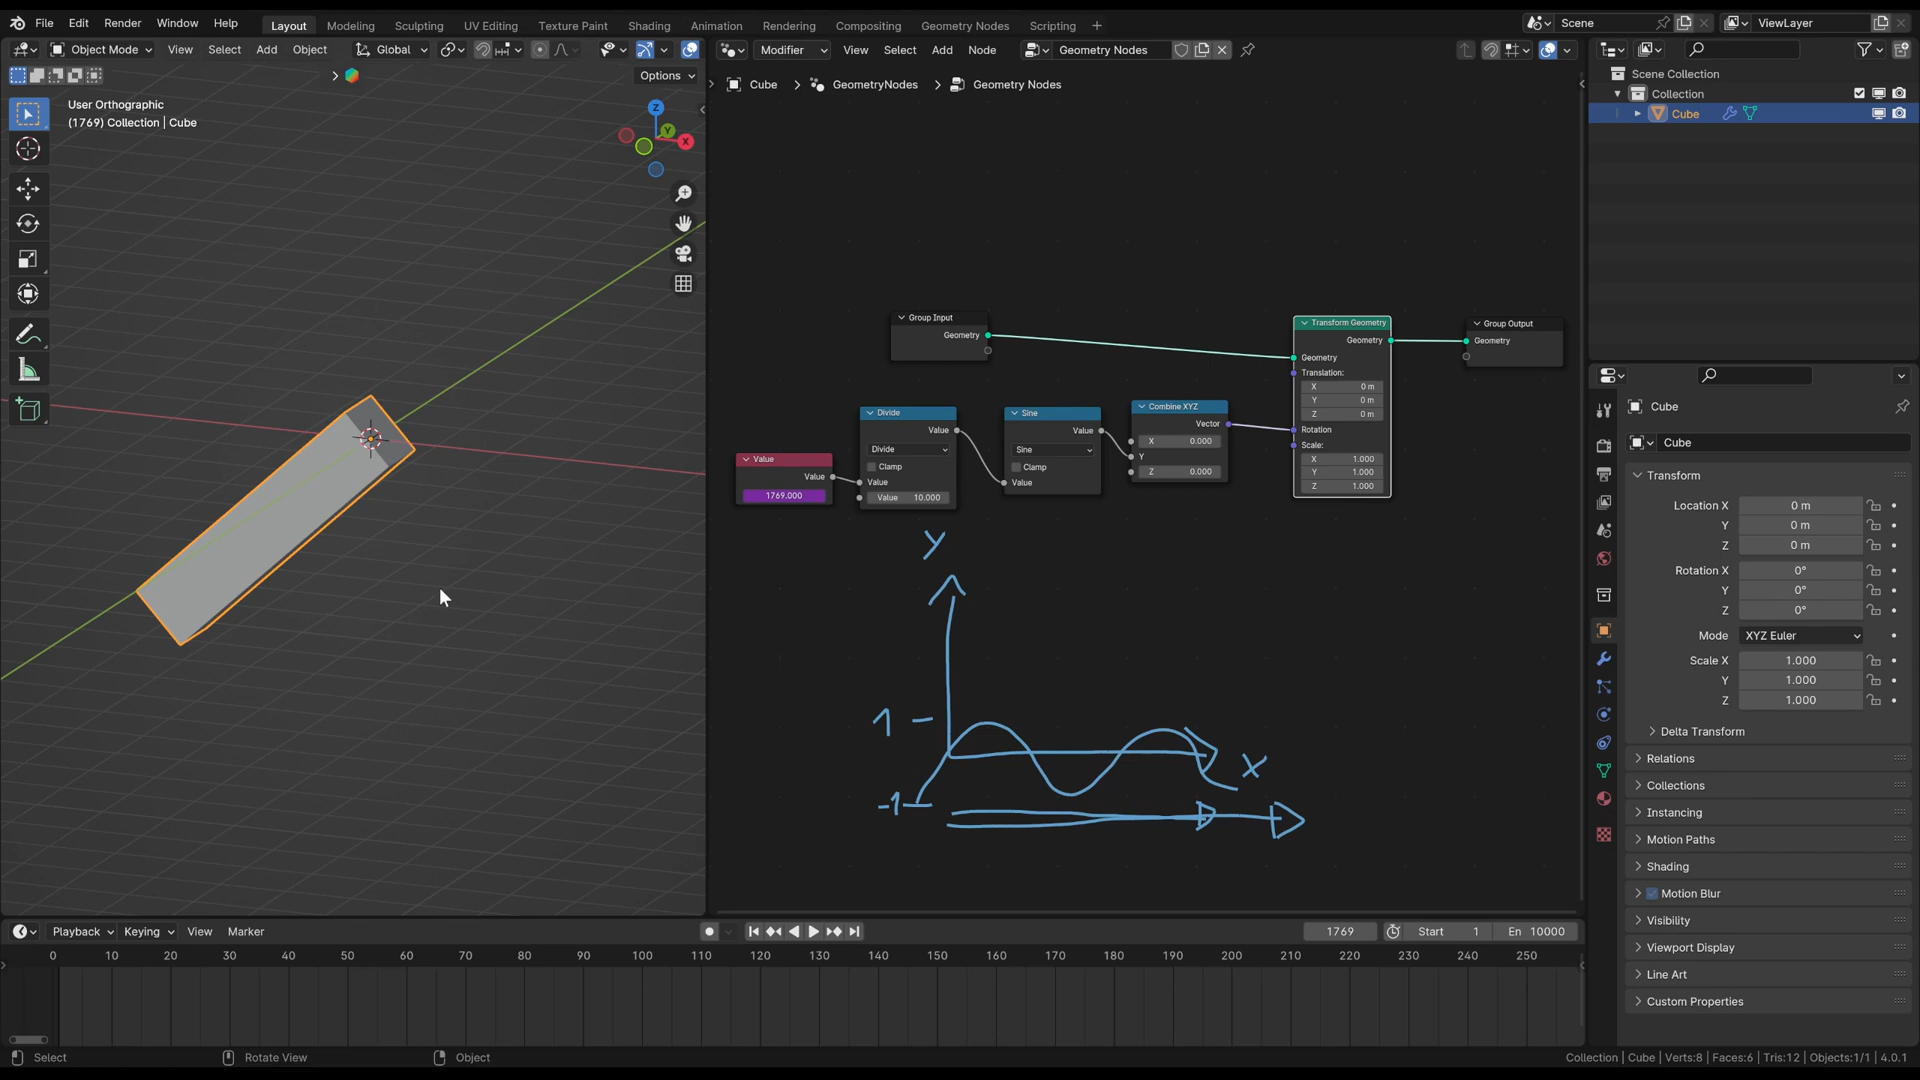 File Edit Render Window Help Layout Modeling Sculpting UV Editing Texture Paint Shading Animation Rendering Compositing Geometry Nodes Scripting + Scene ViewLayer
Object Mode View Select Add Object Global
Modifier View Select Add Node Geometry Nodes
Options
Cube > GeometryNodes > Geometry Nodes
User Orthographic
(1769) Collection | Cube
Z
Y
X
Group Input
Geometry
Transform Geometry
Geometry
Geometry
Translation:
X 0 m
Y 0 m
Z 0 m
Rotation
Scale:
X 1.000
Y 1.000
Z 1.000
Group Output
Geometry
Value
Value
1769.000
Divide
Value
Divide
Clamp
Value
Value 10.000
Sine
Value
Sine
Clamp
Value
Combine XYZ
Vector
X 0.000
Y
Z 0.000
y
1
-1
x
Scene Collection
Collection
Cube
Cube
Cube
Transform
Location X 0 m
Y 0 m
Z 0 m
Rotation X 0°
Y 0°
Z 0°
Mode XYZ Euler
Scale X 1.000
Y 1.000
Z 1.000
Delta Transform
Relations
Collections
Instancing
Motion Paths
Shading
Motion Blur
Visibility
Viewport Display
Line Art
Custom Properties
Playback Keying View Marker 1769 Start 1 En 10000
0 10 20 30 40 50 60 70 80 90 100 110 120 130 140 150 160 170 180 190 200 210 220 230 240 250
Select Rotate View Object Collection | Cube | Verts:8 | Faces:6 | Tris:12 | Objects:1/1 | 4.0.1